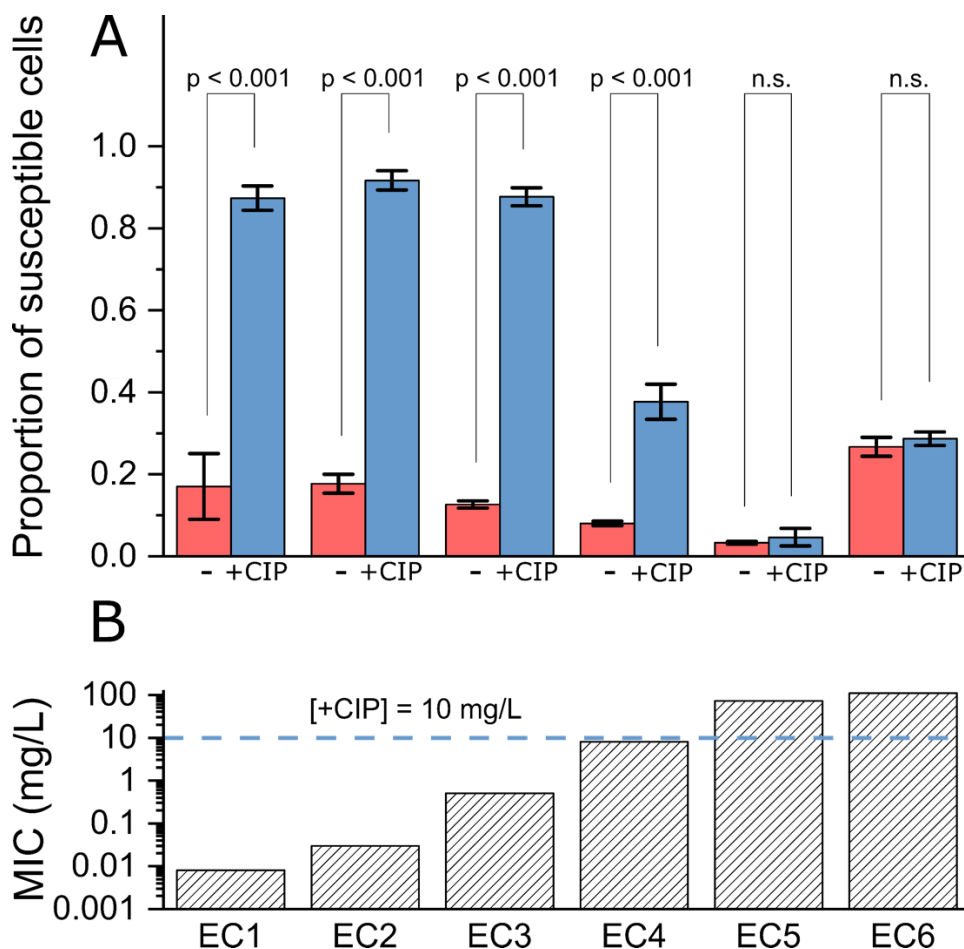 A
p < 0.001 p < 0.001 p < 0.001 p < 0.001 n.s. n.s.
Proportion of susceptible cells
1.0
0.8
0.6
0.4
0.2
0.0
- +CIP - +CIP - +CIP - +CIP - +CIP - +CIP
B
[+CIP] = 10 mg/L
MIC (mg/L)
100
10
1
0.1
0.01
0.001
EC1 EC2 EC3 EC4 EC5 EC6